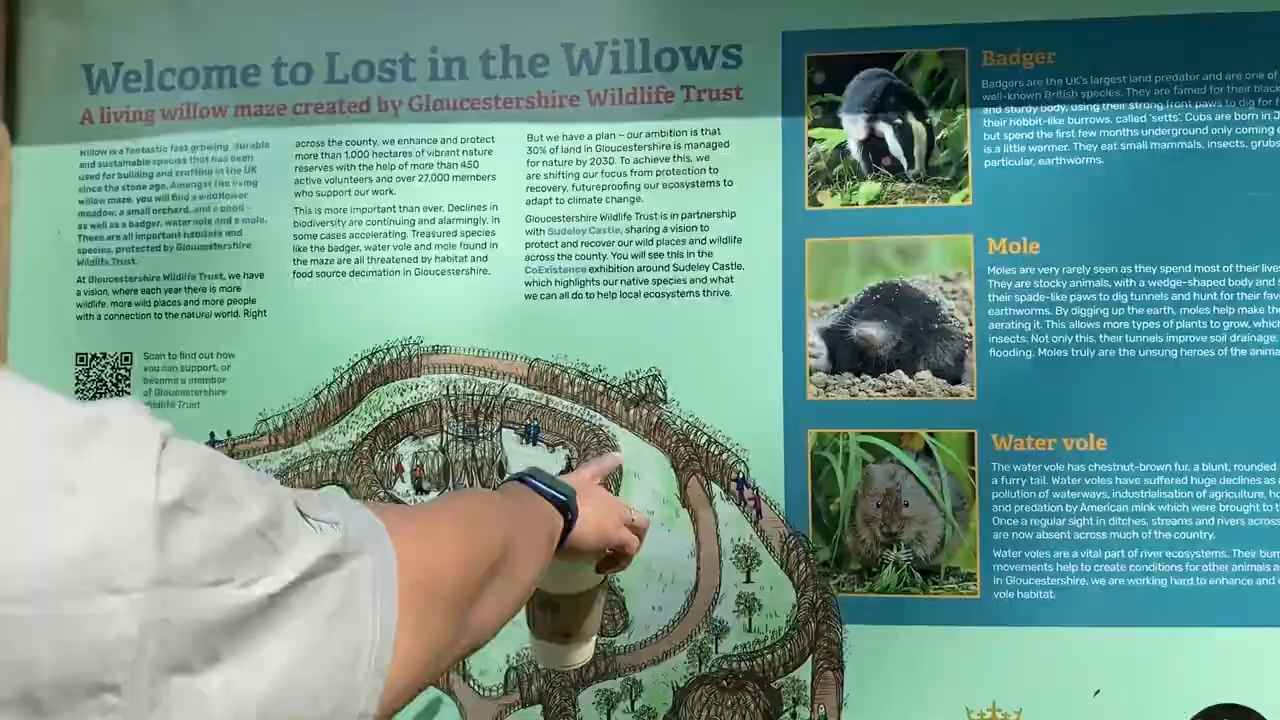 Welcome to Lost in the Willows
A living willow maze created by Gloucestershire Wildlife Trust
Willow is a fantastic fast growing, durable
and sustainable species that has been
used for building and crafting in the UK
since the stone age. Amongst the living
willow maze, you will find a wildflower
meadow, a small orchard, and a pond –
as well as a badger, water vole and a mole.
These are all important habitats and
species, protected by Gloucestershire
Wildlife Trust.
At Gloucestershire Wildlife Trust, we have
a vision, where each year there is more
wildlife, more wild places and more people
with a connection to the natural world. Right
across the county, we enhance and protect
more than 1,000 hectares of vibrant nature
reserves with the help of more than 450
active volunteers and over 27,000 members
who support our work.
This is more important than ever. Declines in
biodiversity are continuing and alarmingly, in
some cases accelerating. Treasured species
like the badger, water vole and mole found in
the maze are all threatened by habitat and
food source decimation in Gloucestershire.
But we have a plan – our ambition is that
30% of land in Gloucestershire is managed
for nature by 2030. To achieve this, we
are shifting our focus from protection to
recovery, futureproofing our ecosystems to
adapt to climate change.
Gloucestershire Wildlife Trust is in partnership
with Sudeley Castle, sharing a vision to
protect and recover our wild places and wildlife
across the county. You will see this in the
CoExistence exhibition around Sudeley Castle,
which highlights our native species and what
we can all do to help local ecosystems thrive.
Scan to find out how
you can support, or
become a member
of Gloucestershire
Wildlife Trust
Badger
Badgers are the UK's largest land predator and are one of
well-known British species. They are famed for their black
and sturdy body, using their strong front paws to dig for
their hobbit-like burrows, called 'setts'. Cubs are born in
but spend the first few months underground only coming
is a little warmer. They eat small mammals, insects, grubs
particular, earthworms.
Mole
Moles are very rarely seen as they spend most of their
They are stocky animals, with a wedge-shaped body and
their spade-like paws to dig tunnels and hunt for their
earthworms. By digging up the earth, moles help make the
aerating it. This allows more types of plants to grow, which
insects. Not only this, their tunnels improve soil drainage,
flooding. Moles truly are the unsung heroes of the
Water vole
The water vole has chestnut-brown fur, a blunt, rounded
a furry tail. Water voles have suffered huge declines as
pollution of waterways, industrialisation of agriculture,
and predation by American mink which were brought to
Once a regular sight in ditches, streams and rivers across
are now absent across much of the country.
Water voles are a vital part of river ecosystems. Their
movements help to create conditions for other animals
in Gloucestershire, we are working hard to enhance and
vole habitat.